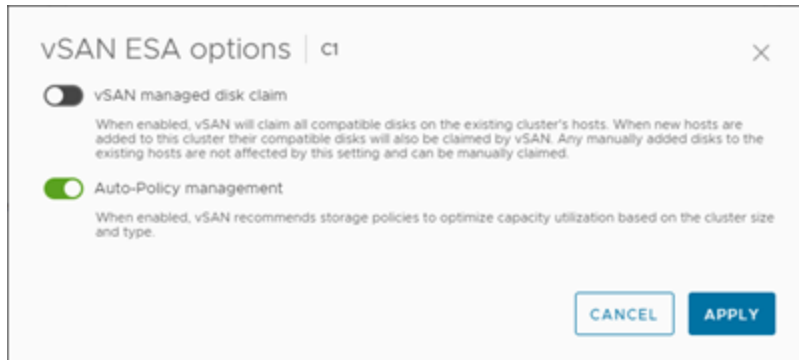 vSAN ESA options | C1
vSAN managed disk claim
When enabled, vSAN will claim all compatible disks on the existing cluster's hosts. When new hosts are
added to this cluster their compatible disks will also be claimed by vSAN. Any manually added disks to the
existing hosts are not affected by this setting and can be manually claimed.
Auto-Policy management
When enabled, vSAN recommends storage policies to optimize capacity utilization based on the cluster size
and type.
CANCEL APPLY